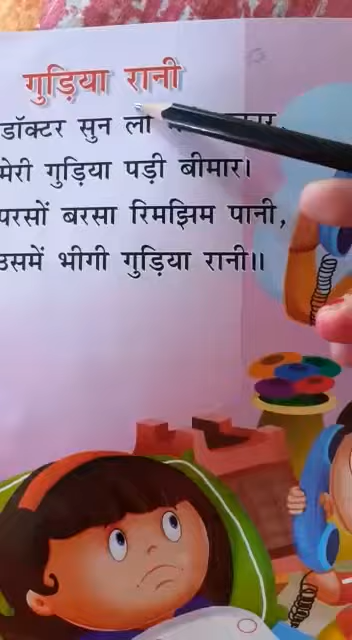 गुड़िया रानी
डॉक्टर सुन लो
मेरी गुड़िया पड़ी बीमार।
परसों बरसा रिमझिम पानी,
उसमें भीगी गुड़िया रानी॥